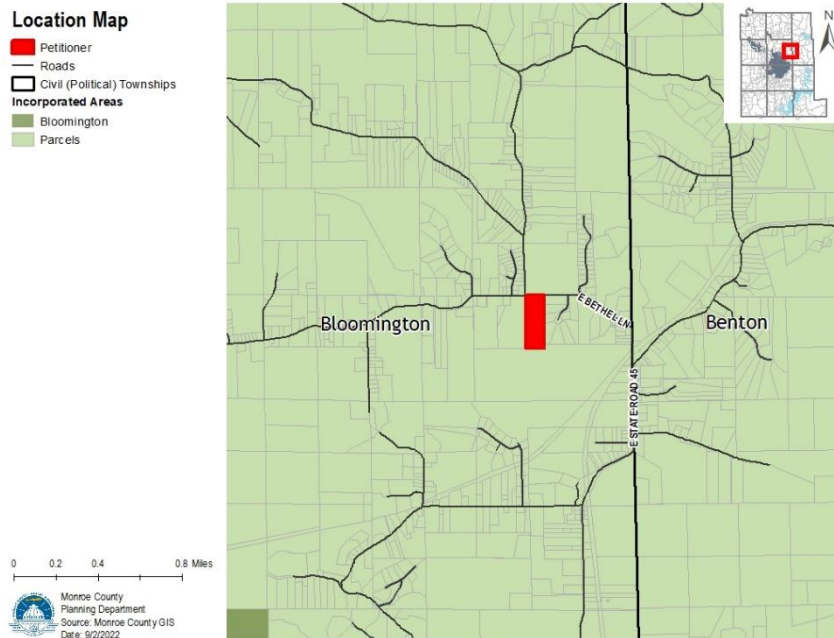 Location Map
Petitioner
Roads
Civil (Political) Townships
Incorporated Areas
Bloomington
Parcels
N
E BETHEL LN
Bloomington
Benton
E STATE ROAD 45
0 0.2 0.4 0.8 Miles
Monroe County
Planning Department
Source: Monroe County GIS
Date: 9/2/2022